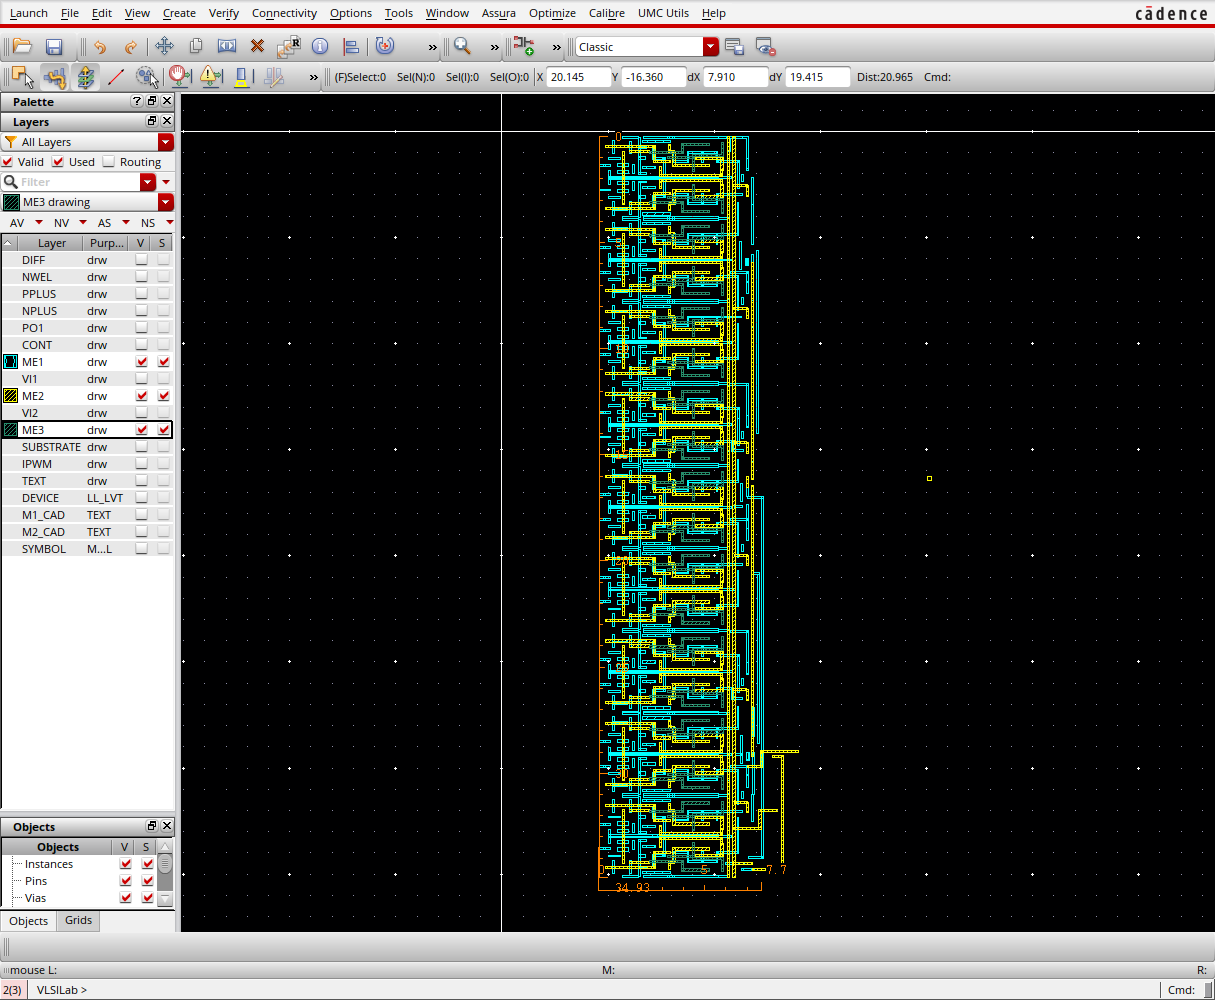 Launch File Edit View Create Verify Connectivity Options Tools Window Assura Optimize Calibre UMC Utils Help cādence
» » » Classic
» (F)Select:0 Sel(N):0 Sel(I):0 Sel(O):0 X 20.145 Y -16.360 dX 7.910 dY 19.415 Dist:20.965 Cmd:
Palette
Layers
All Layers
Valid Used Routing
Filter
ME3 drawing
AV NV AS NS
Layer Purp... V S
DIFF drw
NWEL drw
PPLUS drw
NPLUS drw
PO1 drw
CONT drw
ME1 drw
VI1 drw
ME2 drw
VI2 drw
ME3 drw
SUBSTRATE drw
IPWM drw
TEXT drw
DEVICE LL_LVT
M1_CAD TEXT
M2_CAD TEXT
SYMBOL M...L
0
5 7.7
34.93
Objects
Objects V S
Instances
Pins
Vias
Objects Grids
mouse L: M: R:
2(3) VLSILab > Cmd: